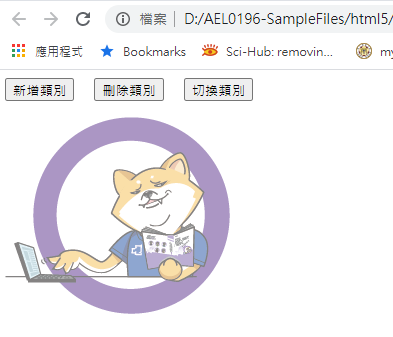 檔案 | D:/AEL0196-SampleFiles/html5/
應用程式 Bookmarks Sci-Hub: removin... my
新增類別 刪除類別 切換類別